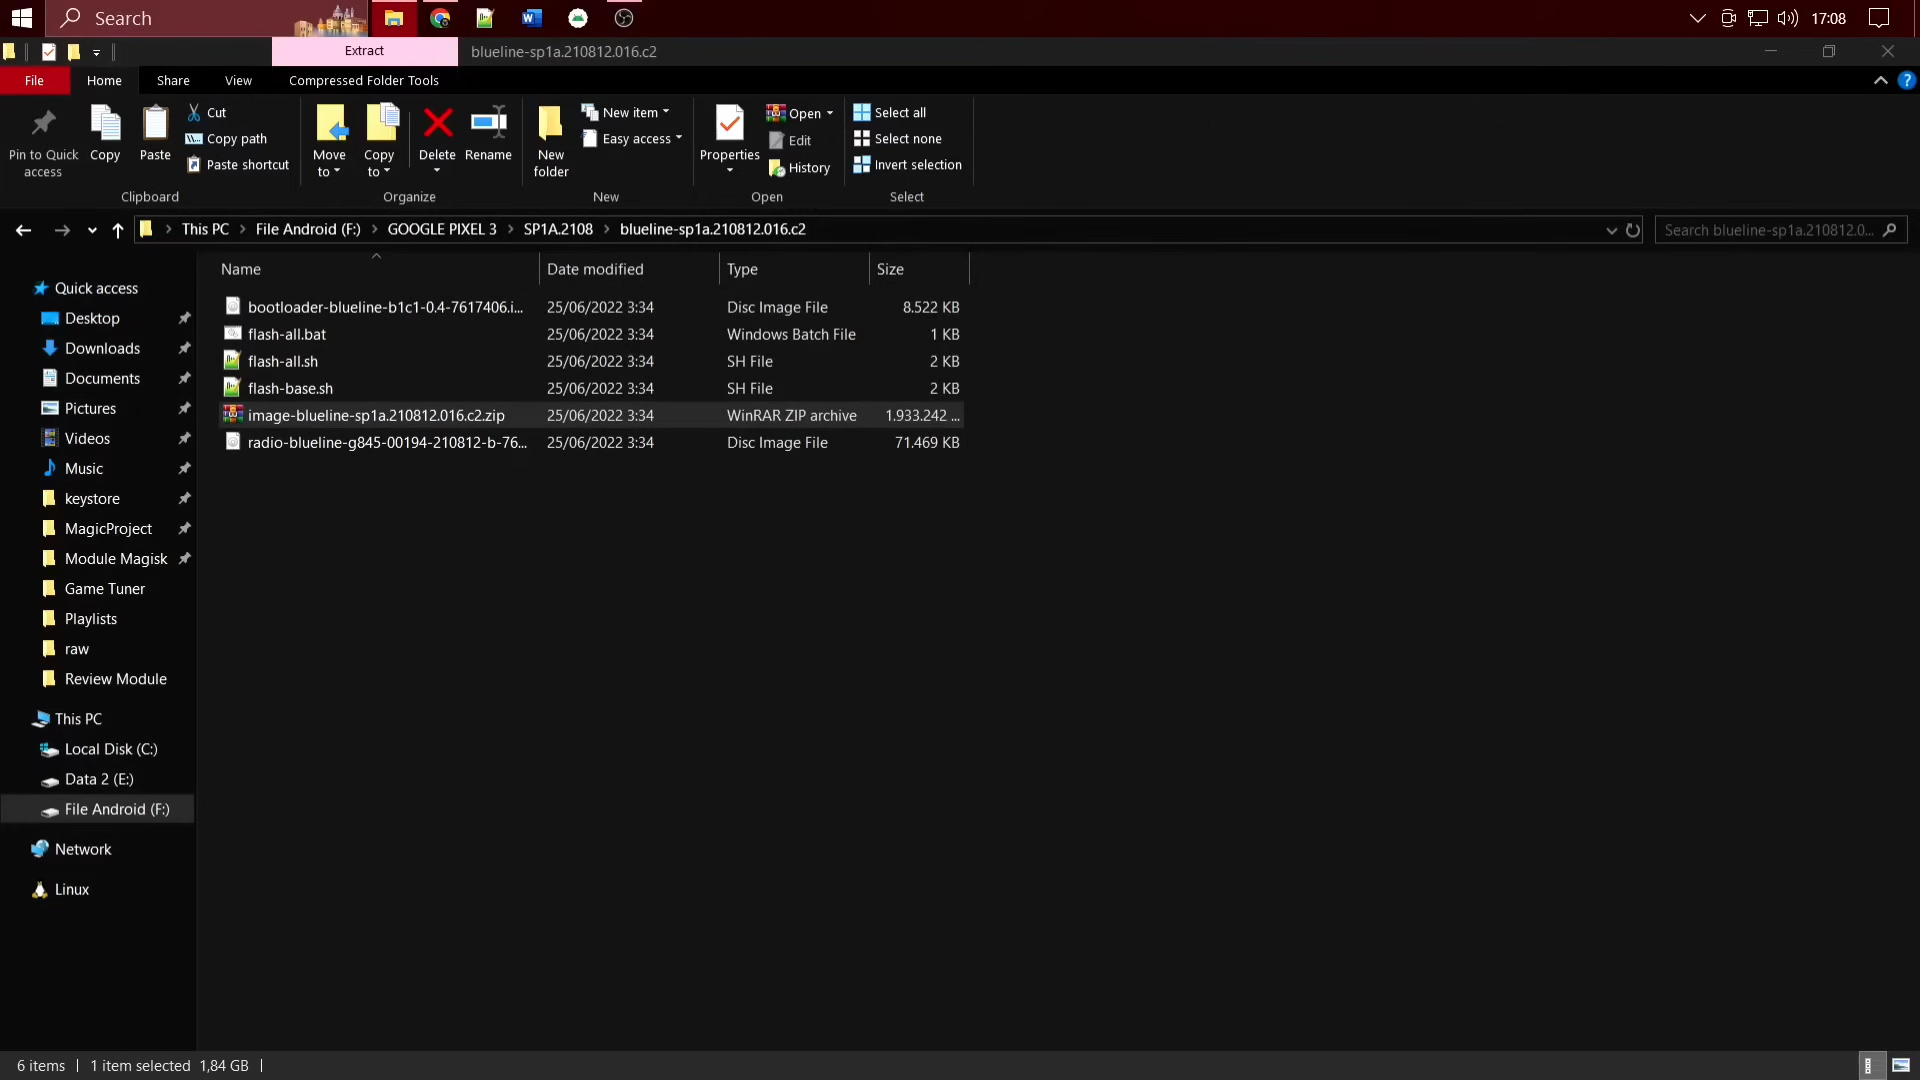 Search
17:08
Extract
blueline-sp1a.210812.016.c2
File
Home
Share
View
Compressed Folder Tools
Pin to Quick access
Copy
Paste
Cut
Copy path
Paste shortcut
Clipboard
Move to
Copy to
Delete
Rename
Organize
New folder
New item
Easy access
New
Properties
Open
Edit
History
Open
Select all
Select none
Invert selection
Select
This PC
File Android (F:)
GOOGLE PIXEL 3
SP1A.2108
blueline-sp1a.210812.016.c2
Search blueline-sp1a.210812.0...
Name Date modified Type Size
bootloader-blueline-b1c1-0.4-7617406.i... 25/06/2022 3:34 Disc Image File 8.522 KB
flash-all.bat 25/06/2022 3:34 Windows Batch File 1 KB
flash-all.sh 25/06/2022 3:34 SH File 2 KB
flash-base.sh 25/06/2022 3:34 SH File 2 KB
image-blueline-sp1a.210812.016.c2.zip 25/06/2022 3:34 WinRAR ZIP archive 1.933.242 ...
radio-blueline-g845-00194-210812-b-76... 25/06/2022 3:34 Disc Image File 71.469 KB
Quick access
Desktop
Downloads
Documents
Pictures
Videos
Music
keystore
MagicProject
Module Magisk
Game Tuner
Playlists
raw
Review Module
This PC
Local Disk (C:)
Data 2 (E:)
File Android (F:)
Network
Linux
6 items
1 item selected 1,84 GB